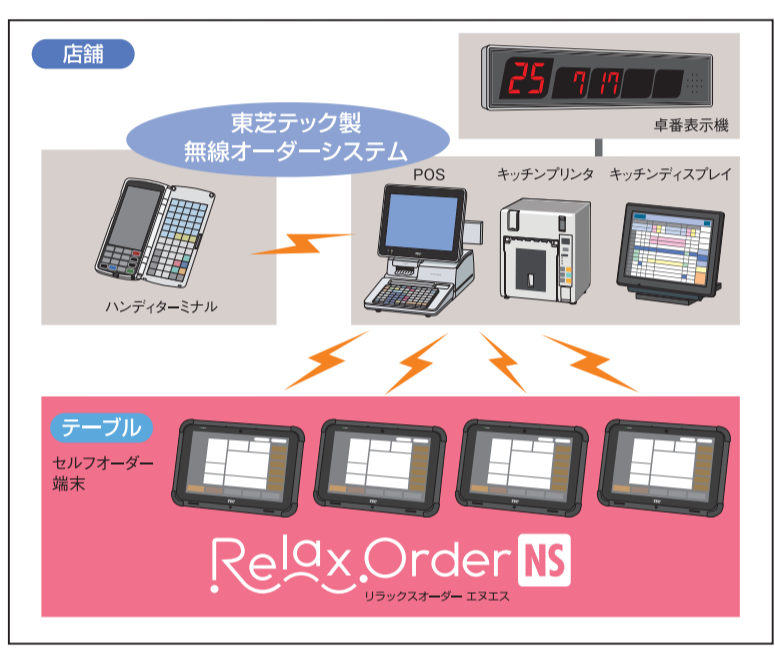 店舗
25 7 17
卓番表示機
東芝テック製
無線オーダーシステム
POS
キッチンプリンタ
キッチンディスプレイ
ハンディターミナル
テーブル
セルフオーダー
端末
Relax.Order NS
リラックスオーダー エヌエス